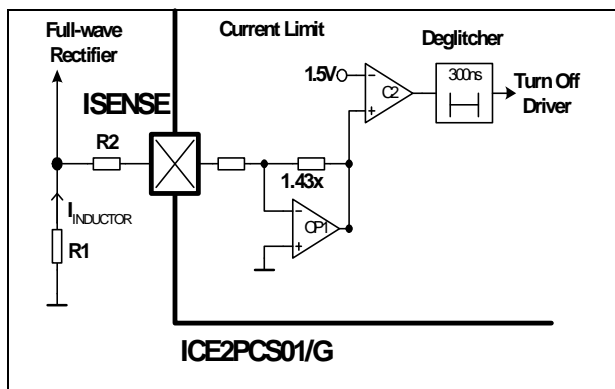 Full-wave
Rectifier
Current Limit
Deglitcher
1.5V
C2
300ns
Turn Off
Driver
ISENSE
R2
1.43x
IINDUCTOR
OP1
R1
ICE2PCS01/G